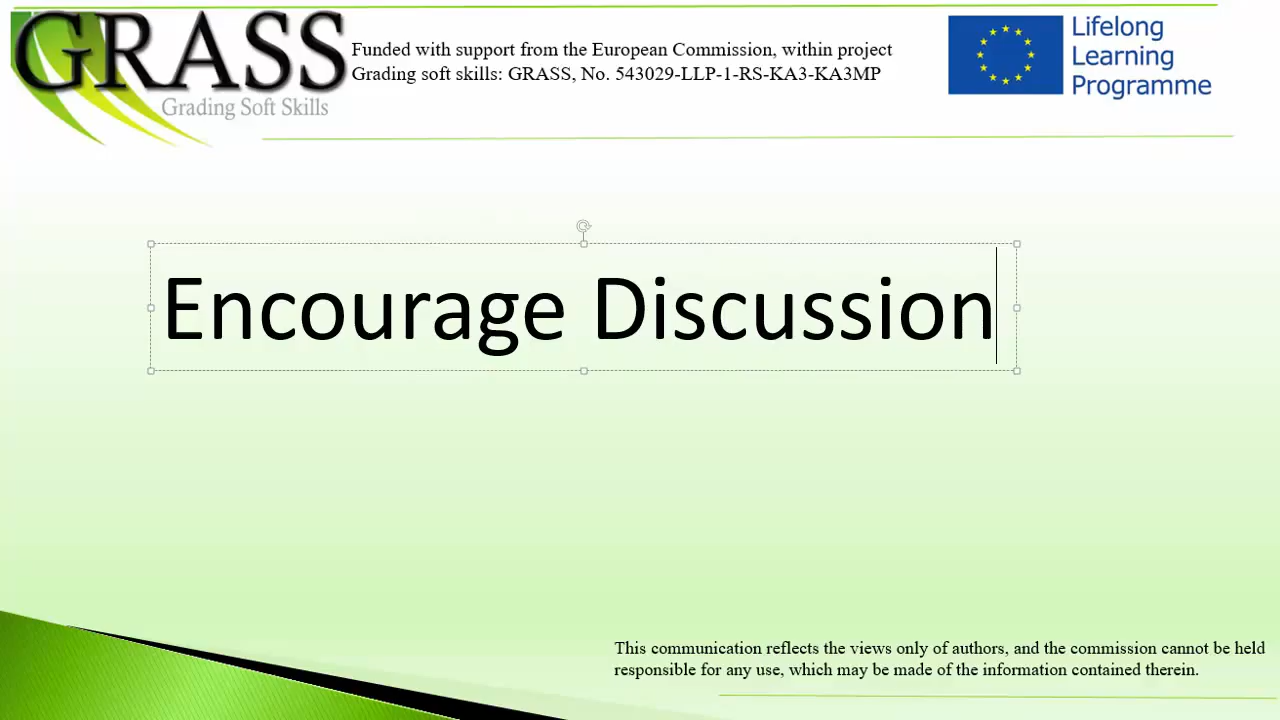 GRASS
Grading Soft Skills
Funded with support from the European Commission, within project
Grading soft skills: GRASS, No. 543029-LLP-1-RS-KA3-KA3MP
Lifelong
Learning
Programme
Encourage Discussion
This communication reflects the views only of authors, and the commission cannot be held
responsible for any use, which may be made of the information contained therein.